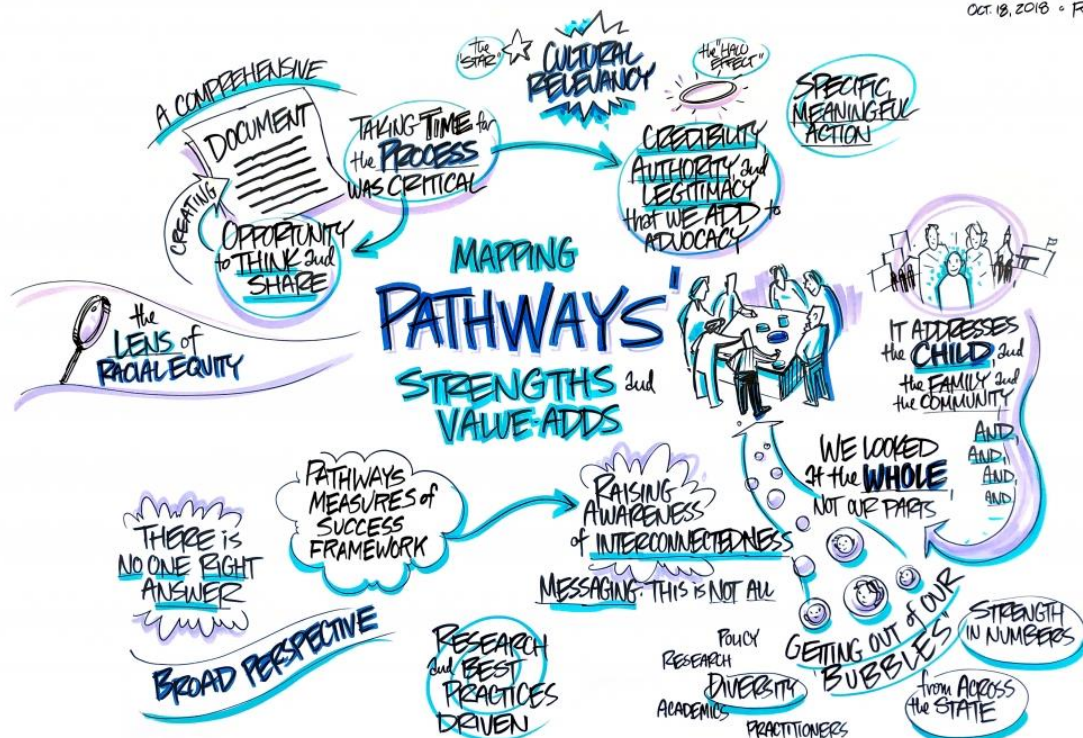 OCT. 18, 2018
the
"STAR"
CULTURAL
RELEVANCY
the "HALO
EFFECT"
SPECIFIC,
MEANINGFUL
ACTION
A COMPREHENSIVE
DOCUMENT
CREATING
TAKING TIME for
the PROCESS
WAS CRITICAL
CREDIBILITY,
AUTHORITY, and
LEGITIMACY
that WE ADD to
ADVOCACY
OPPORTUNITY
to THINK and
SHARE
the
LENS of
RACIAL EQUITY
MAPPING
PATHWAYS'
STRENGTHS and
VALUE-ADDS
IT ADDRESSES
the CHILD, and
the FAMILY, and
the COMMUNITY
AND,
AND,
AND,
AND,
WE LOOKED
at the WHOLE,
NOT OUR PARTS
PATHWAYS
MEASURES of
SUCCESS
FRAMEWORK
RAISING
AWARENESS
of INTERCONNECTEDNESS
MESSAGING: THIS is NOT ALL
THERE is
NO ONE RIGHT
ANSWER
BROAD PERSPECTIVE
RESEARCH
and BEST
PRACTICES
DRIVEN
POLICY
RESEARCH
DIVERSITY
ACADEMICS
PRACTITIONERS
GETTING OUT of OUR
BUBBLES"
STRENGTH
IN NUMBERS
from ACROSS
the STATE